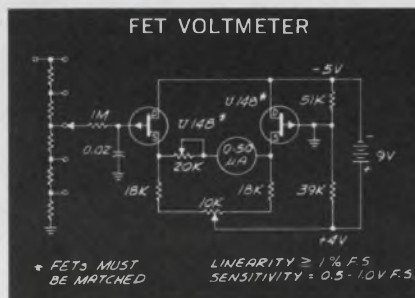 FET VOLTMETER
-5V
U148*
U148*
51K
1M
0.02
20K
0-50
μA
9V
-
+
18K
18K
10K
39K
+4V
* FETS MUST
BE MATCHED
LINEARITY ≥ 1% F.S
SENSITIVITY = 0.5-1.0V F.S